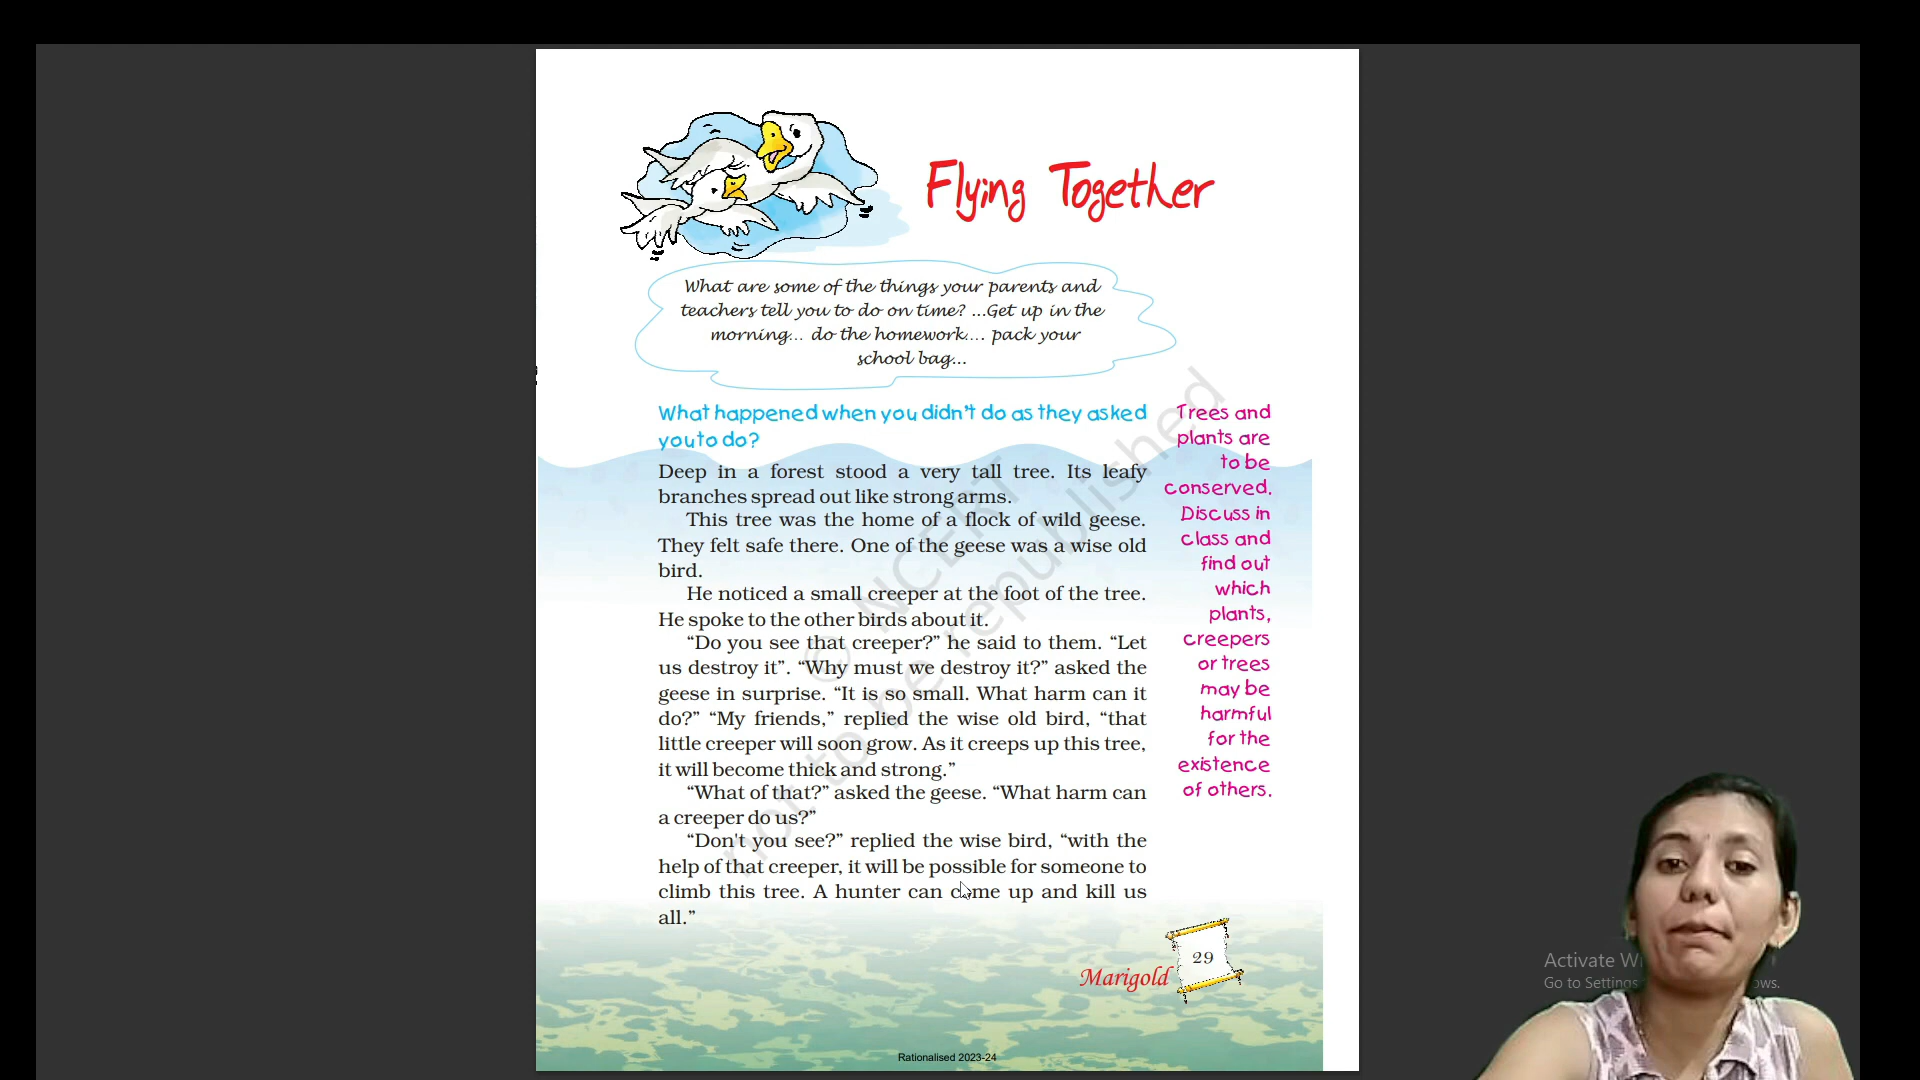 Flying Together
What are some of the things your parents and
teachers tell you to do on time? ...Get up in the
morning... do the homework.... pack your
school bag...
What happened when you didn't do as they asked
you to do?
Deep in a forest stood a very tall tree. Its leafy
branches spread out like strong arms.
This tree was the home of a flock of wild geese.
They felt safe there. One of the geese was a wise old
bird.
He noticed a small creeper at the foot of the tree.
He spoke to the other birds about it.
“Do you see that creeper?” he said to them. “Let
us destroy it”. “Why must we destroy it?” asked the
geese in surprise. “It is so small. What harm can it
do?” “My friends,” replied the wise old bird, “that
little creeper will soon grow. As it creeps up this tree,
it will become thick and strong.”
“What of that?” asked the geese. “What harm can
a creeper do us?”
“Don't you see?” replied the wise bird, “with the
help of that creeper, it will be possible for someone to
climb this tree. A hunter can come up and kill us
all.”
Trees and
plants are
to be
conserved.
Discuss in
class and
find out
which
plants,
creepers
or trees
may be
harmful
for the
existence
of others.
© NCERT
not to be republished
Marigold
29
Rationalised 2023-24
Activate
Go to Settings